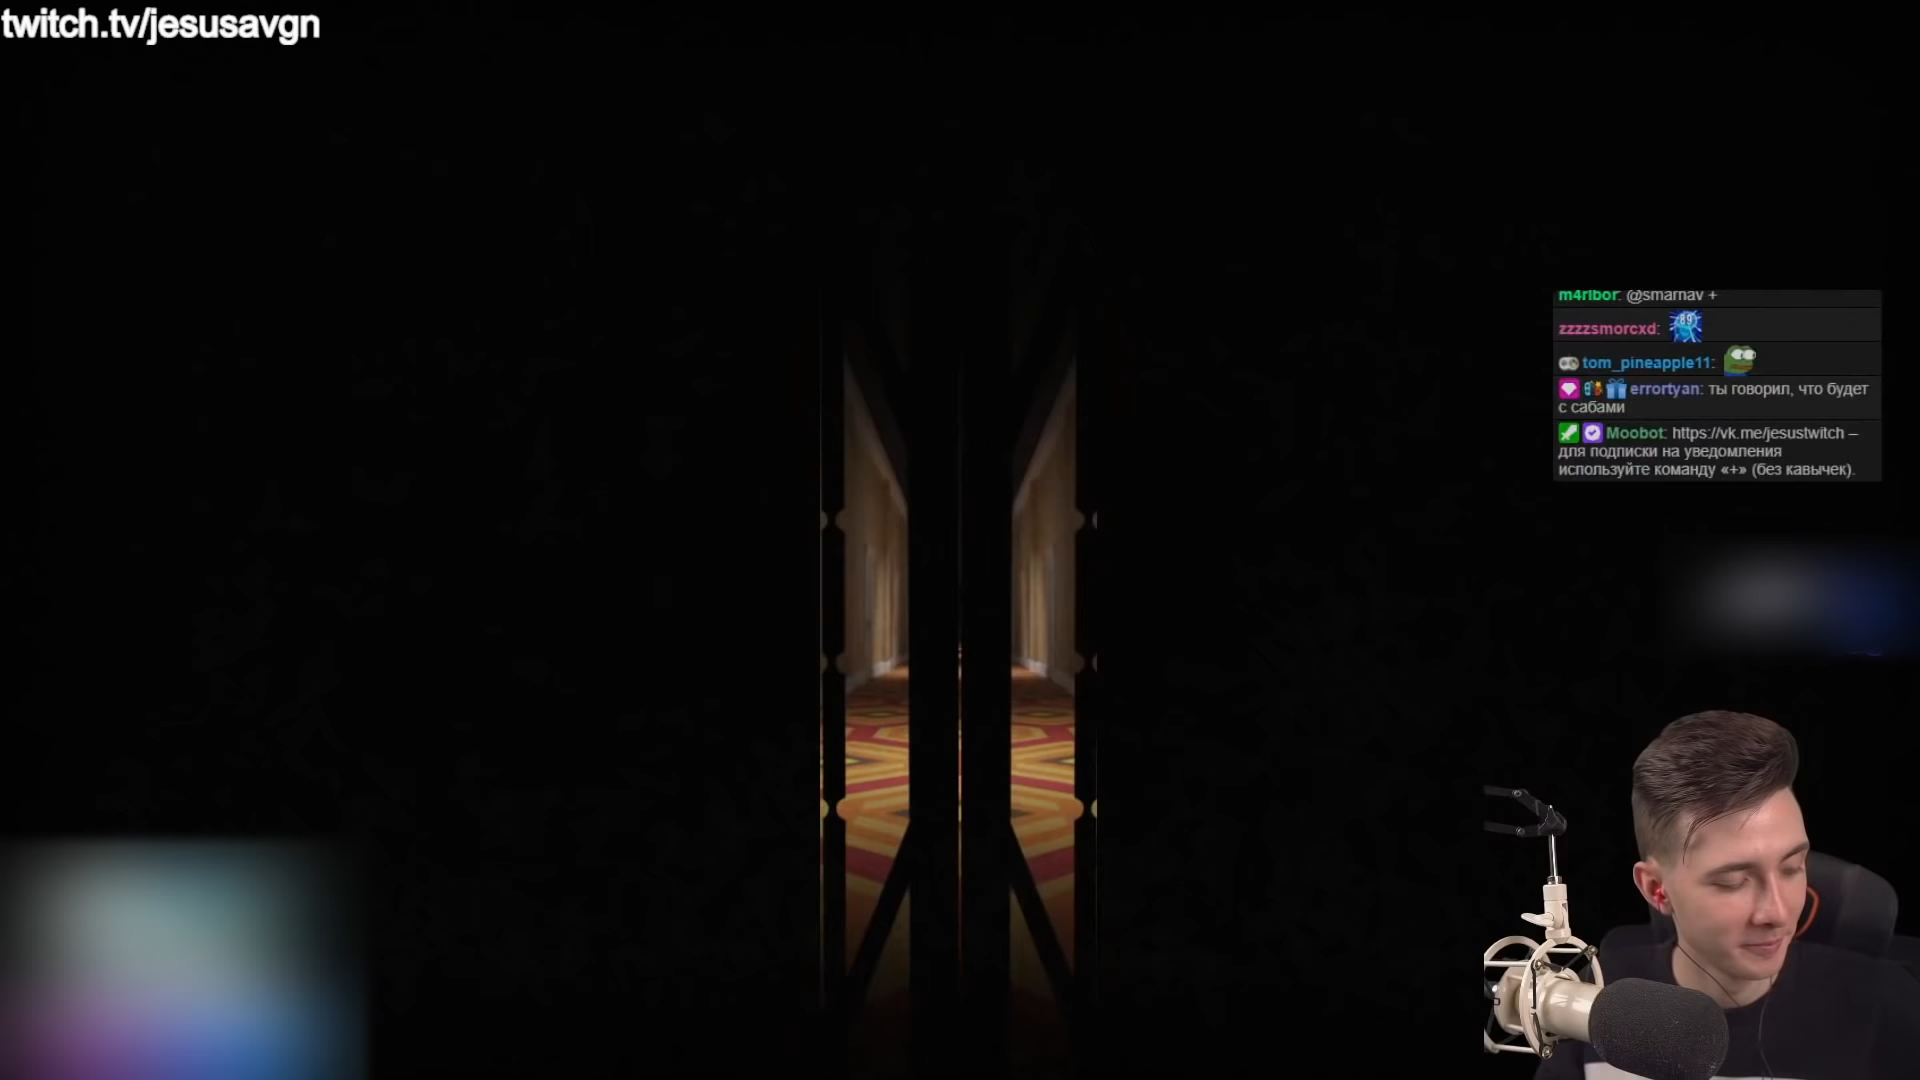 twitch.tv/jesusavgn
m4rlbor: @smarnav +
zzzzsmorcxd:
tom_pineapple11:
errortyan: ты говорил, что будет
с сабами
Moobot: https://vk.me/jesustwitch –
для подписки на уведомления
используйте команду «+» (без кавычек).